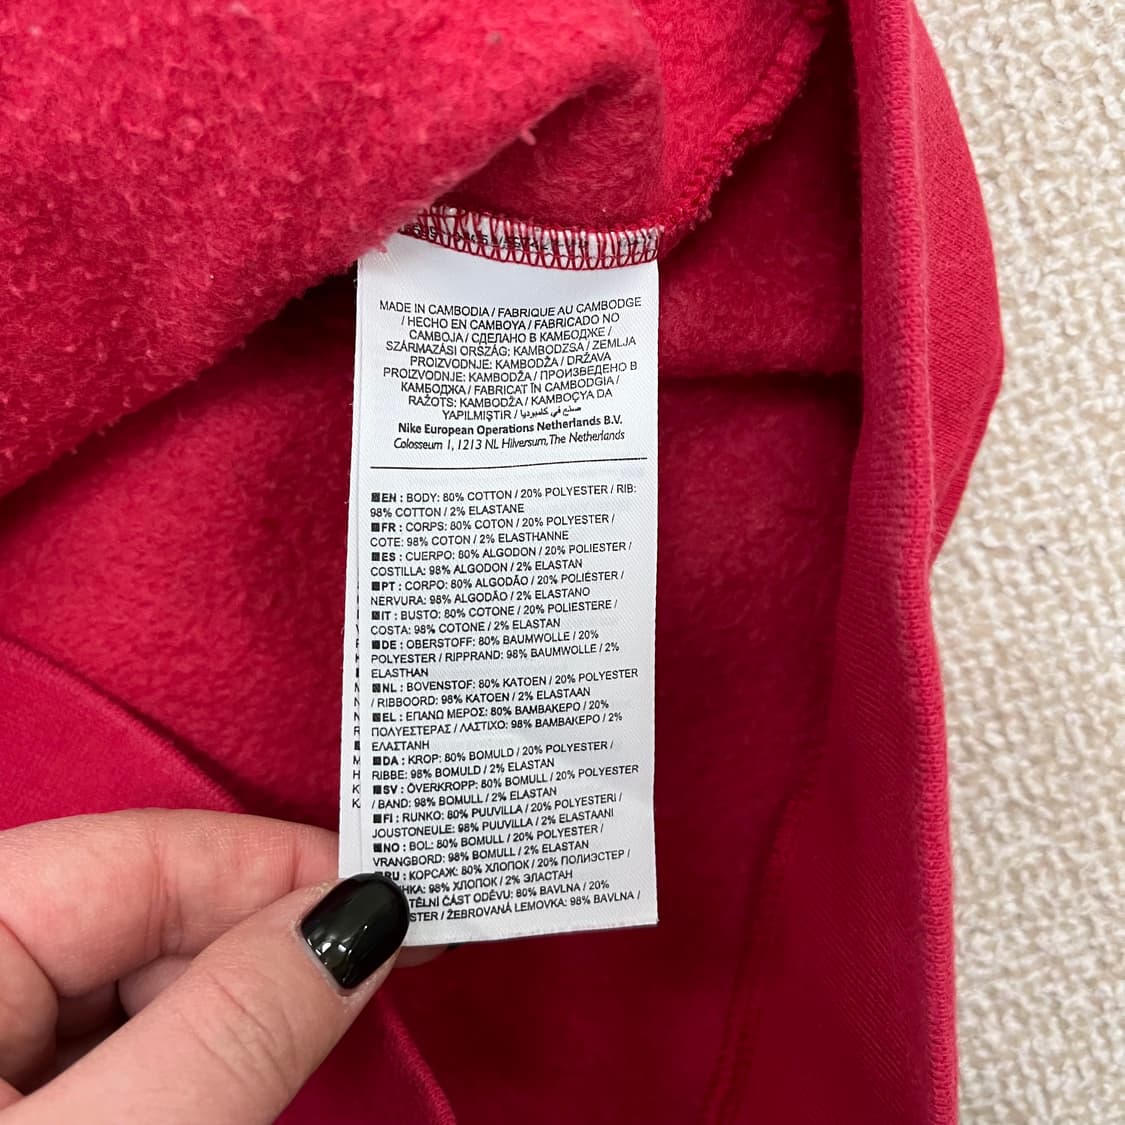 MADE IN CAMBODIA / FABRIQUE AU CAMBODGE
/ HECHO EN CAMBOYA / FABRICADO NO
CAMBOJA / СДЕЛАНО В КАМБОДЖЕ /
SZÁRMAZÁSI ORSZÁG: KAMBODZSA / ZEMLJA
PROIZVODNJE: KAMBODŽA / DRŽAVA
PROIZVODNJE: KAMBODŽA / ПРОИЗВЕДЕНО В
КАМБОДЖА / FABRICAT ÎN CAMBODGIA /
RAŽOTS: KAMBODŽA / KAMBOÇYA DA
YAPILMIŞTIR / صنع في كامبوديا
Nike European Operations Netherlands B.V.
Colosseum 1, 1213 NL Hilversum, The Netherlands
EN : BODY: 80% COTTON / 20% POLYESTER / RIB:
98% COTTON / 2% ELASTANE
FR : CORPS: 80% COTON / 20% POLYESTER /
COTE: 98% COTON / 2% ELASTHANNE
ES : CUERPO: 80% ALGODON / 20% POLIESTER /
COSTILLA: 98% ALGODON / 2% ELASTAN
PT : CORPO: 80% ALGODÃO / 20% POLIÉSTER /
NERVURA: 98% ALGODÃO / 2% ELASTANO
IT : BUSTO: 80% COTONE / 20% POLIESTERE /
COSTA: 98% COTONE / 2% ELASTAN
DE : OBERSTOFF: 80% BAUMWOLLE / 20%
POLYESTER / RIPPRAND: 98% BAUMWOLLE / 2%
ELASTHAN
NL : BOVENSTOF: 80% KATOEN / 20% POLYESTER
/ RIBBOORD: 98% KATOEN / 2% ELASTAAN
EL : ΕΠΑΝΩ ΜΕΡΟΣ: 80% ΒΑΜΒΑΚΕΡΟ / 20%
ΠΟΛΥΕΣΤΕΡΑΣ / ΛΑΣΤΙΧΟ: 98% ΒΑΜΒΑΚΕΡΟ / 2%
ΕΛΑΣΤΑΝΗ
DA : KROP: 80% BOMULD / 20% POLYESTER /
RIBBE: 98% BOMULD / 2% ELASTAN
SV : ÖVERKROPP: 80% BOMULL / 20% POLYESTER
/ BAND: 98% BOMULL / 2% ELASTAN
FI : RUNKO: 80% PUUVILLA / 20% POLYESTERI /
JOUSTONEULE: 98% PUUVILLA / 2% ELASTAANI
NO : BOL: 80% BOMULL / 20% POLYESTER /
VRANGBORD: 98% BOMULL / 2% ELASTAN
RU : КОРСАЖ: 80% ХЛОПОК / 20% ПОЛИЭСТЕР /
98% ХЛОПОК / 2% ЭЛАСТАН
ČÁST ODĚVU: 80% BAVLNA / 20%
/ ŽEBROVANÁ LEMOVKA: 98% BAVLNA /